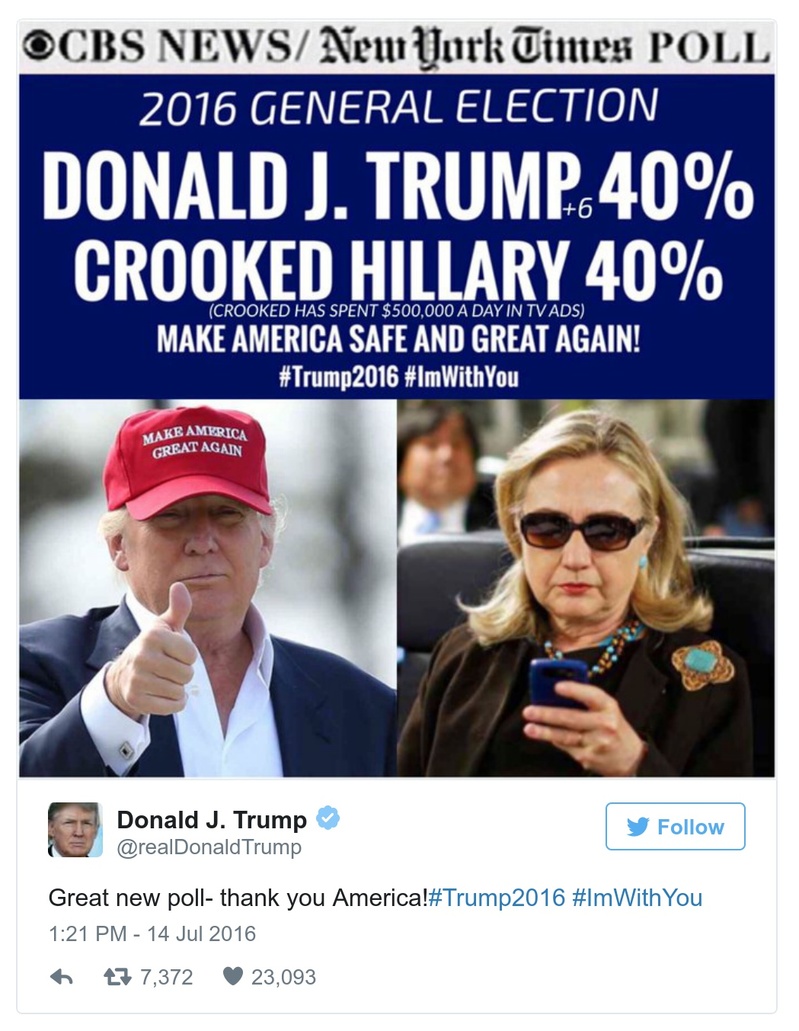 CBS NEWS/New York Times POLL
2016 GENERAL ELECTION
DONALD J. TRUMP+6 40%
CROOKED HILLARY 40%
(CROOKED HAS SPENT $500,000 A DAY IN TV ADS)
MAKE AMERICA SAFE AND GREAT AGAIN!
#Trump2016 #ImWithYou
MAKE AMERICA
GREAT AGAIN
Donald J. Trump
@realDonaldTrump
Follow
Great new poll- thank you America!#Trump2016 #ImWithYou
1:21 PM - 14 Jul 2016
7,372 23,093